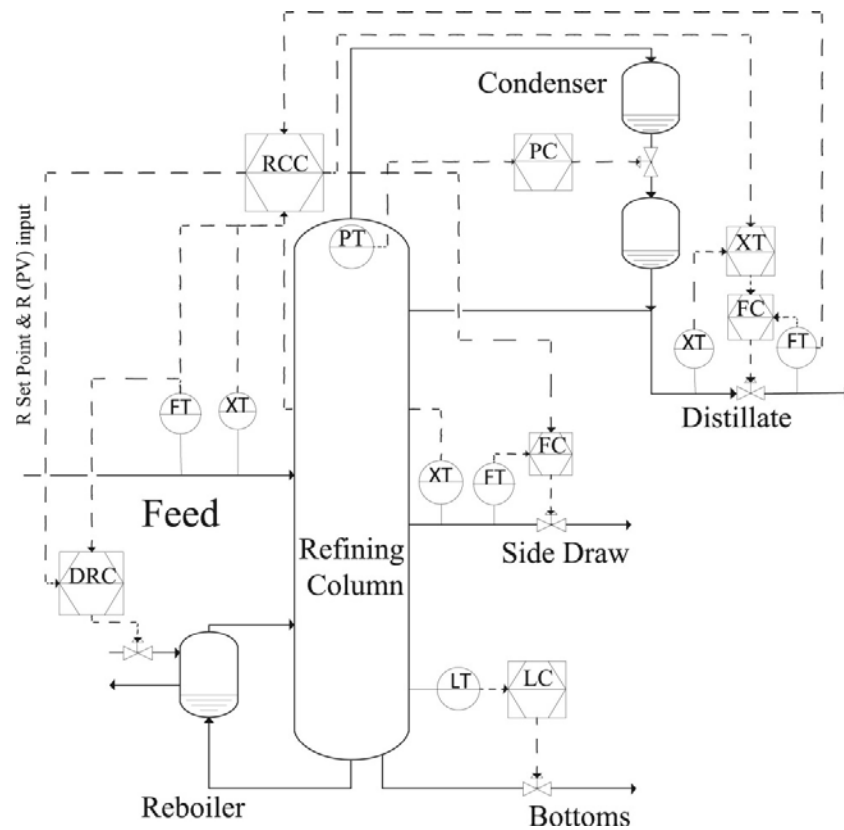 Condenser
RCC
PC
PT
XT
FC
XT
FT
Distillate
R Set Point & R (PV) input
FT
XT
FC
XT
FT
Feed
Side Draw
Refining
Column
DRC
LT
LC
Reboiler
Bottoms